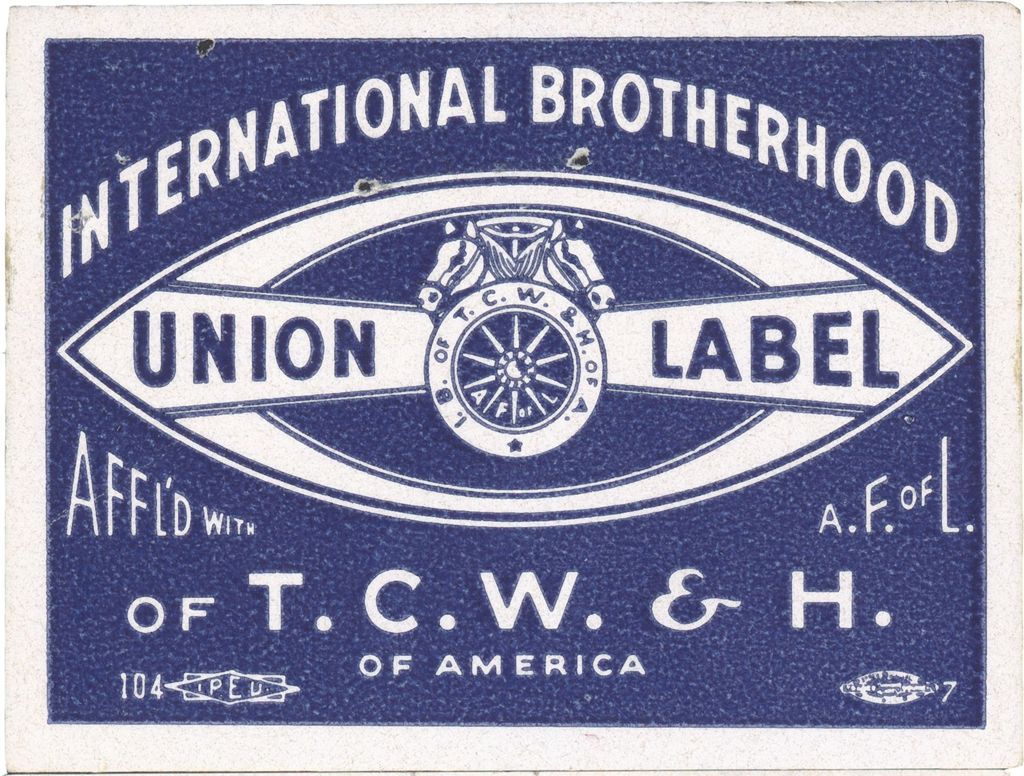 INTERNATIONAL BROTHERHOOD
UNION LABEL
I. B. OF T. C. W. & H. OF A.
A F of L
AFFL'D WITH A. F. OF L.
OF T. C. W. & H.
OF AMERICA
104 IPEU
7